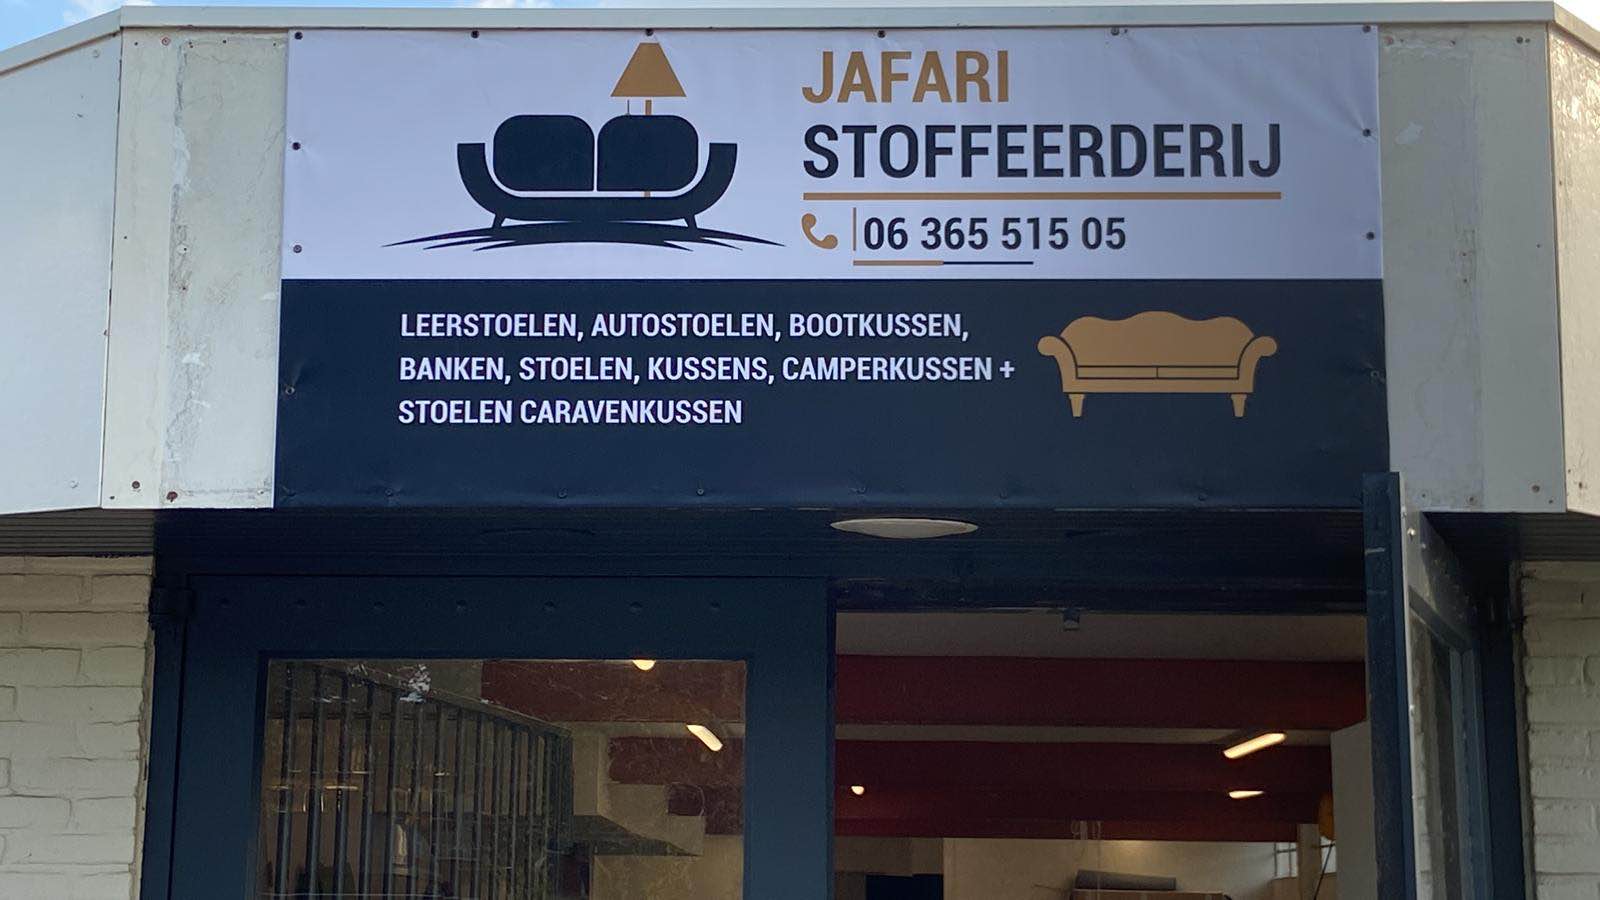 JAFARI
STOFFEERDERIJ
06 365 515 05
LEERSTOELEN, AUTOSTOELEN, BOOTKUSSEN,
BANKEN, STOELEN, KUSSENS, CAMPERKUSSEN +
STOELEN CARAVENKUSSEN